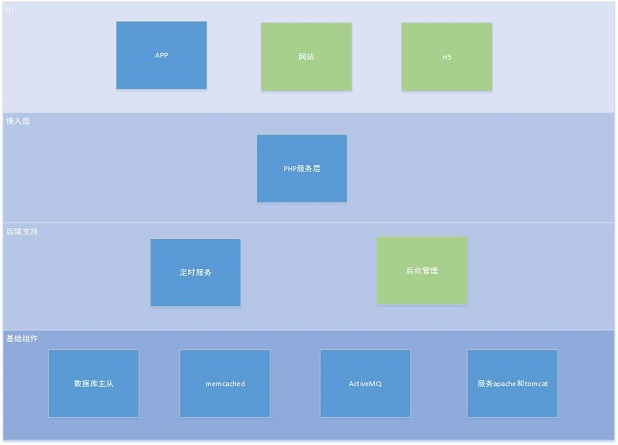 UI
APP
网站
H5
接入层
PHP服务层
后端支持
定时服务
后台管理
基础组件
数据库主从
memcached
ActiveMQ
服务apache和tomcat